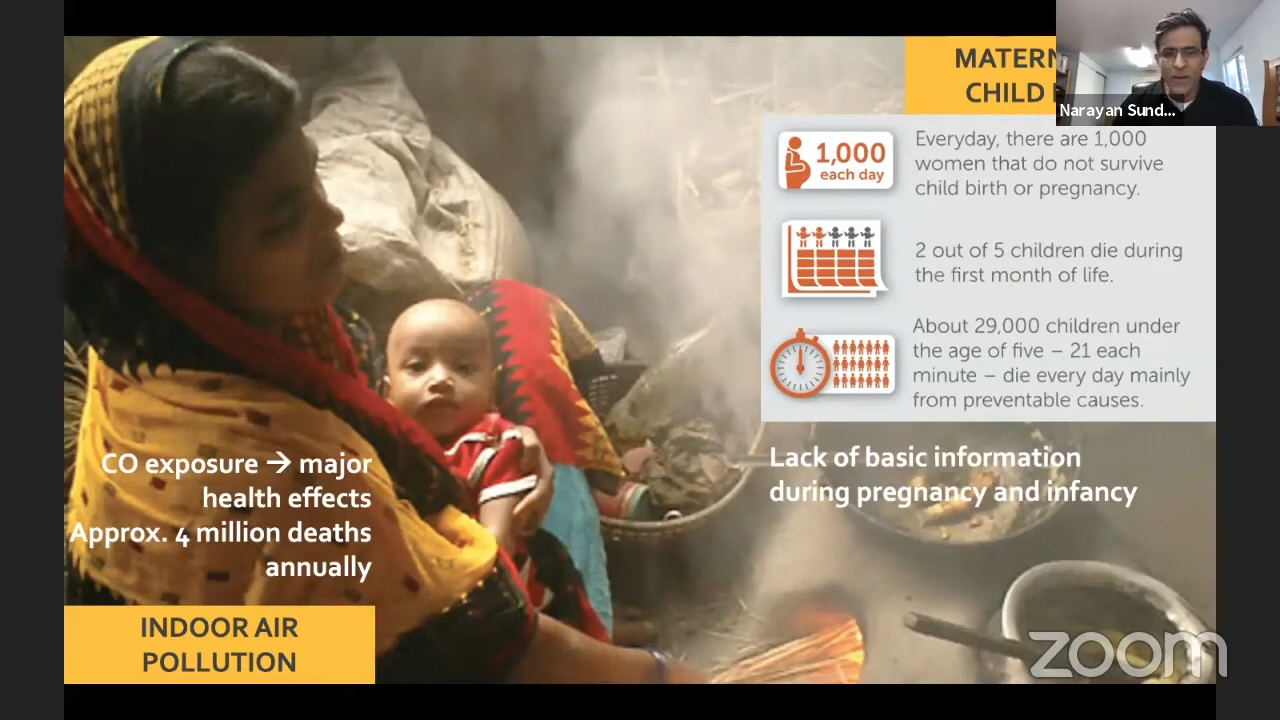 MATERN
CHILD
Narayan Sund...
1,000
each day
Everyday, there are 1,000
women that do not survive
child birth or pregnancy.
2 out of 5 children die during
the first month of life.
About 29,000 children under
the age of five – 21 each
minute – die every day mainly
from preventable causes.
CO exposure → major
health effects
Approx. 4 million deaths
annually
Lack of basic information
during pregnancy and infancy
INDOOR AIR
POLLUTION
zoom